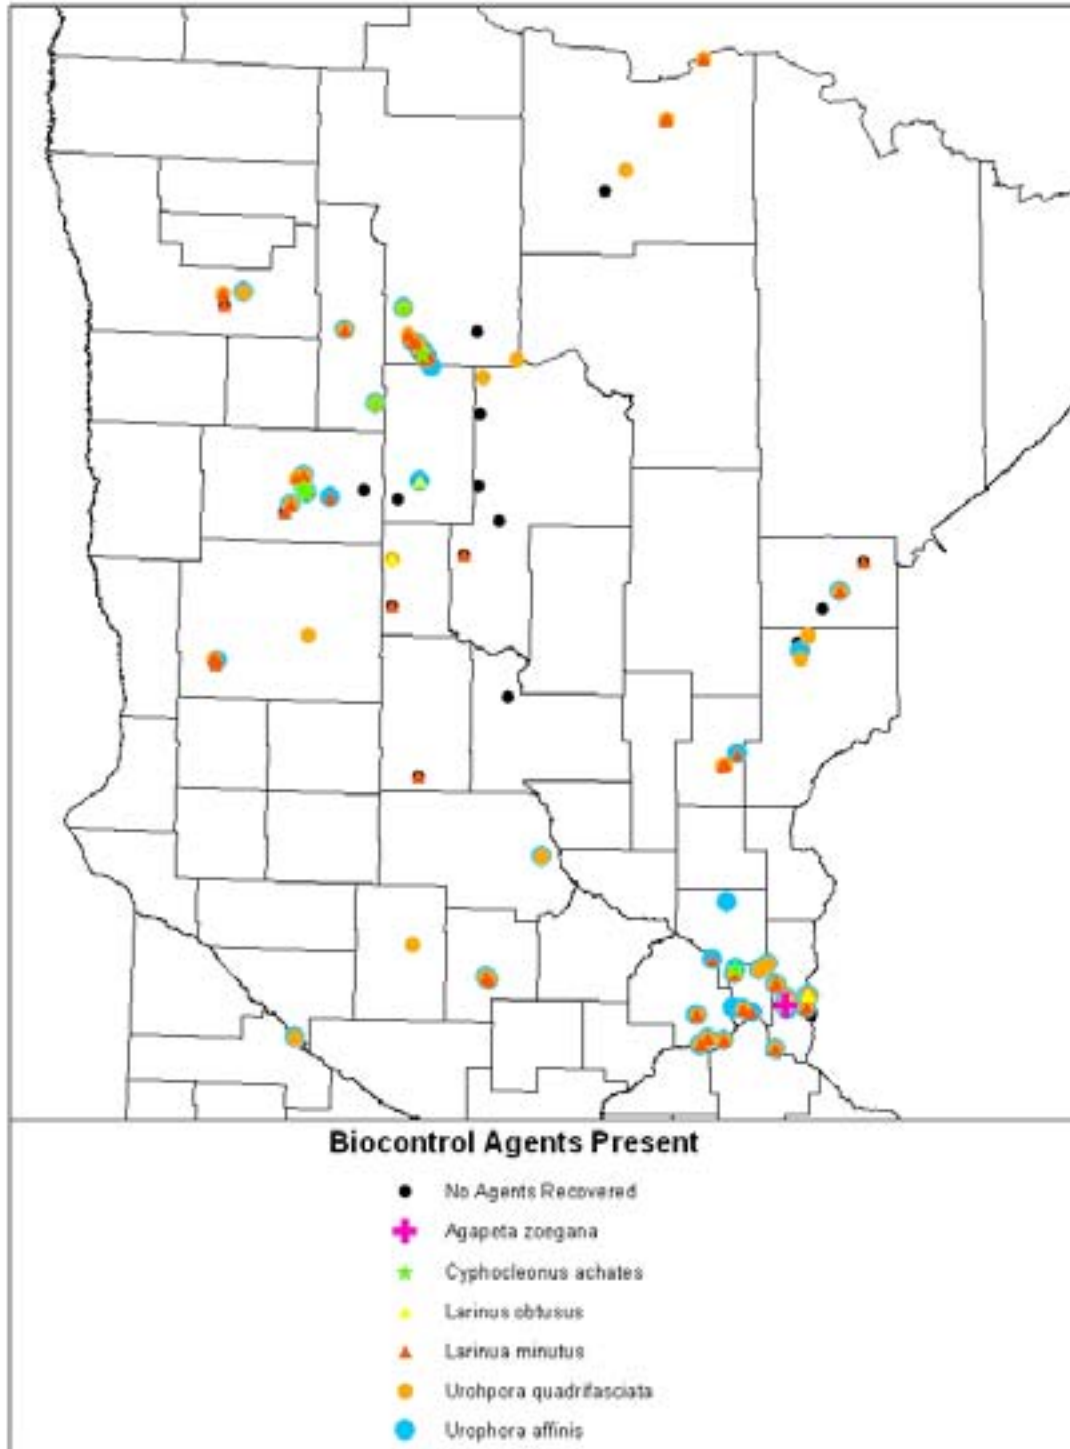 Biocontrol Agents Present
No Agents Recovered
Agapeta zoegana
Cyphocleonus achates
Larinus obtusus
Larinua minutus
Urohpora quadrifasciata
Urophora affinis